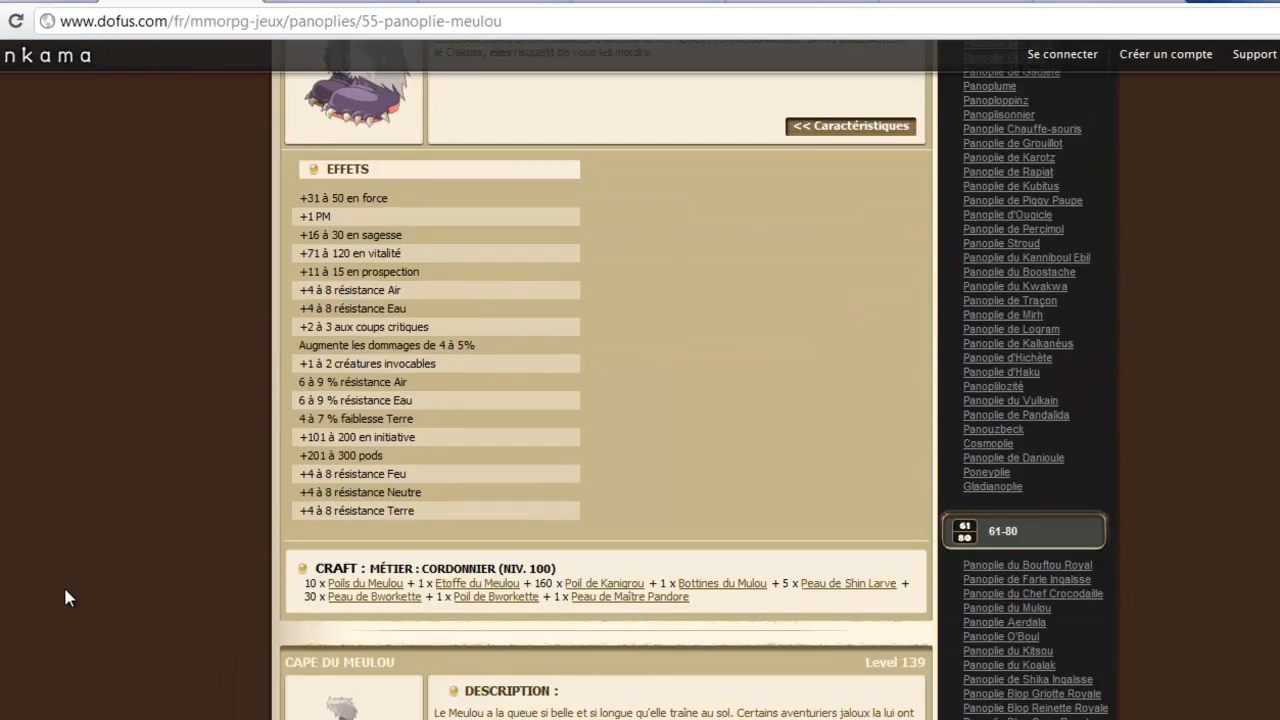 www.dofus.com/fr/mmorpg-jeux/panoplies/55-panoplie-meulou
nkama
Se connecter
Créer un compte
Support
<< Caractéristiques
EFFETS
+31 à 50 en force
+1 PM
+16 à 30 en sagesse
+71 à 120 en vitalité
+11 à 15 en prospection
+4 à 8 résistance Air
+4 à 8 résistance Eau
+2 à 3 aux coups critiques
Augmente les dommages de 4 à 5%
+1 à 2 créatures invocables
6 à 9 % résistance Air
6 à 9 % résistance Eau
4 à 7 % faiblesse Terre
+101 à 200 en initiative
+201 à 300 pods
+4 à 8 résistance Feu
+4 à 8 résistance Neutre
+4 à 8 résistance Terre
CRAFT : MÉTIER : CORDONNIER (NIV. 100)
10 x Poils du Meulou + 1 x Etoffe du Meulou + 160 x Poil de Kanigrou + 1 x Bottines du Mulou + 5 x Peau de Shin Larve +
30 x Peau de Bworkette + 1 x Poil de Bworkette + 1 x Peau de Maître Pandore
CAPE DU MEULOU
Level 139
DESCRIPTION :
Le Meulou a la queue si belle et si longue qu'elle traîne au sol. Certains aventuriers jaloux la lui ont
Panoplume
Panoploppinz
Panoplisonnier
Panoplie Chauffe-souris
Panoplie de Grouillot
Panoplie de Karotz
Panoplie de Rapiat
Panoplie de Kubitus
Panoplie de Piggy Paupe
Panoplie d'Ougicle
Panoplie de Percimol
Panoplie Stroud
Panoplie du Kanniboul Ebil
Panoplie du Boostache
Panoplie du Kwakwa
Panoplie de Traçon
Panoplie de Mirh
Panoplie de Logram
Panoplie de Kalkanéus
Panoplie d'Hichète
Panoplie d'Haku
Panoplilozité
Panoplie du Vulkain
Panoplie de Pandalida
Panouzbeck
Cosmoplie
Panoplie de Danioule
Poneyplie
Gladianoplie
61
80
61-80
Panoplie du Bouftou Royal
Panoplie de Farle Ingalsse
Panoplie du Chef Crocodaille
Panoplie du Mulou
Panoplie Aerdala
Panoplie O'Boul
Panoplie du Kitsou
Panoplie du Koalak
Panoplie de Shika Ingalsse
Panoplie Blop Griotte Royale
Panoplie Blop Reinette Royale